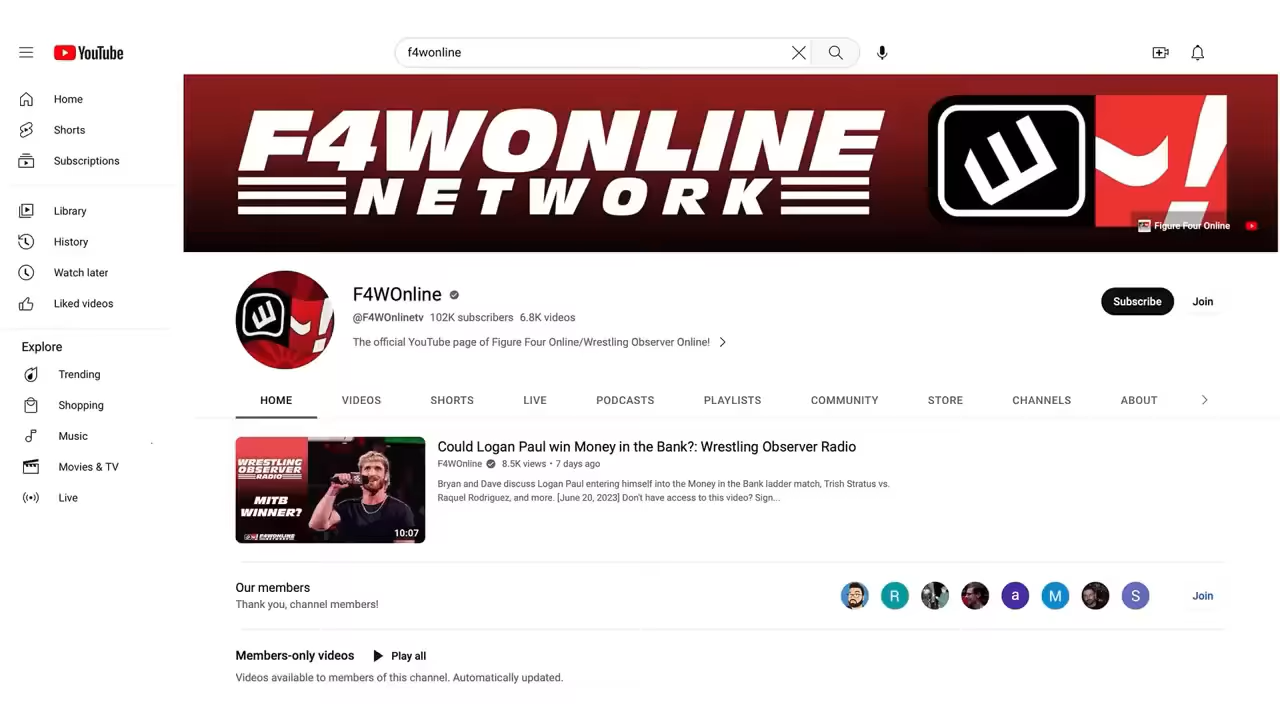 YouTube
f4wonline
Home
Shorts
Subscriptions
Library
History
Watch later
Liked videos
Explore
Trending
Shopping
Music
Movies & TV
Live
F4WONLINE
NETWORK
Figure Four Online
F4WOnline
@F4WOnlinetv 102K subscribers 6.8K videos
The official YouTube page of Figure Four Online/Wrestling Observer Online!
Subscribe
Join
HOME VIDEOS SHORTS LIVE PODCASTS PLAYLISTS COMMUNITY STORE CHANNELS ABOUT
WRESTLING
OBSERVER
RADIO
MITB
WINNER?
F4WONLINE
NETWORK
10:07
Could Logan Paul win Money in the Bank?: Wrestling Observer Radio
F4WOnline 8.5K views • 7 days ago
Bryan and Dave discuss Logan Paul entering himself into the Money in the Bank ladder match, Trish Stratus vs.
Raquel Rodriguez, and more. [June 20, 2023] Don't have access to this video? Sign...
Our members
Thank you, channel members!
R a M S
Join
Members-only videos Play all
Videos available to members of this channel. Automatically updated.